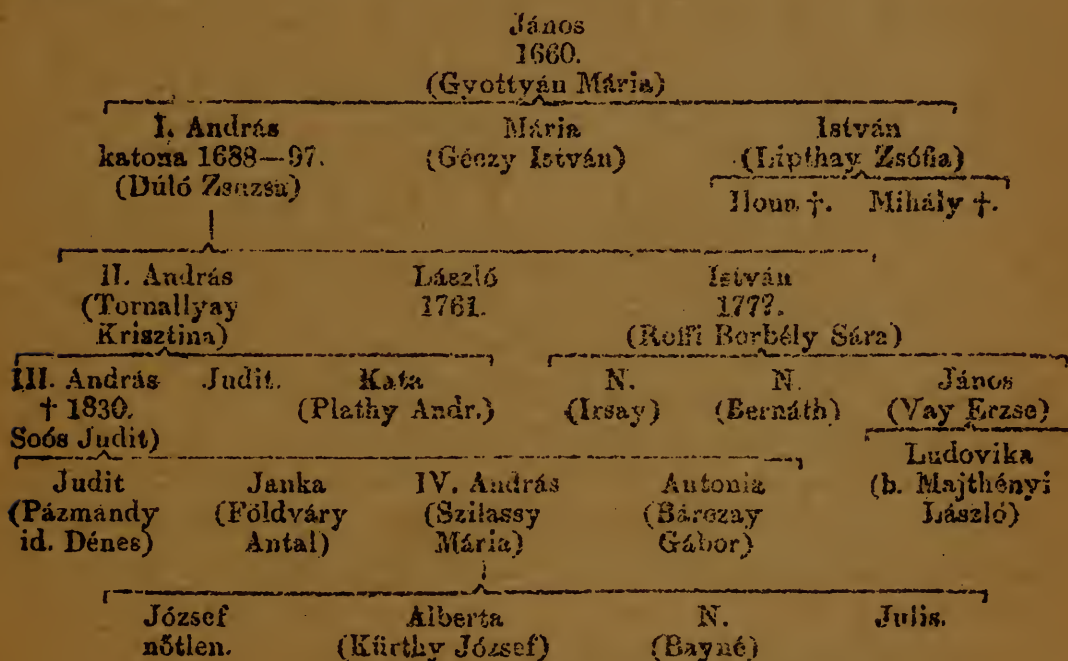 János
1660.
(Gyottyán Mária)
I. András Mária István
katona 1688—97. (Géczy István) (Lipthay Zsófia)
(Dúló Zsuzsa) Ilona †. Mihály †.
II. András László István
(Tornallyay 1761. 177?.
Krisztina) (Roffi Borbély Sára)
III. András Judit. Kata N. N. János
† 1830. (Plathy Andr.) (Irsay) (Bernáth) (Vay Erzse)
Soós Judit)
Ludovika
Judit Janka IV. András Antonia (b. Majthényi
(Pázmándy (Földváry (Szilassy (Bárczay László)
id. Dénes) Antal) Mária) Gábor)
József Alberta N. Julis.
nőtlen. (Kürthy József) (Bayné)